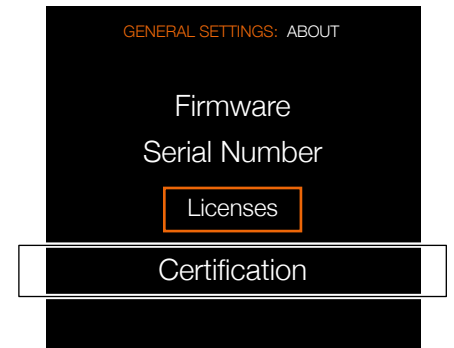 GENERAL SETTINGS: ABOUT
Firmware
Serial Number
Licenses
Certification